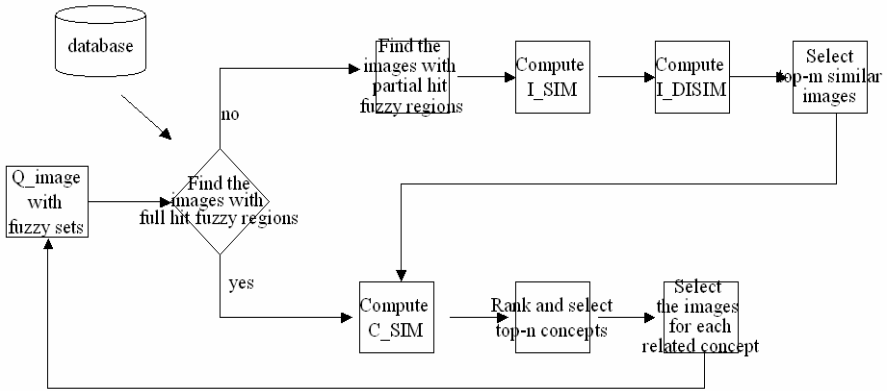 database
Find the
images with
partial hit
fuzzy regions
Compute
I_SIM
Compute
I_DISIM
Select
top-m similar
images
no
Q_image
with
fuzzy sets
Find the
images with
full hit fuzzy regions
yes
Compute
C_SIM
Rank and select
top-n concepts
Select
the images
for each
related concept